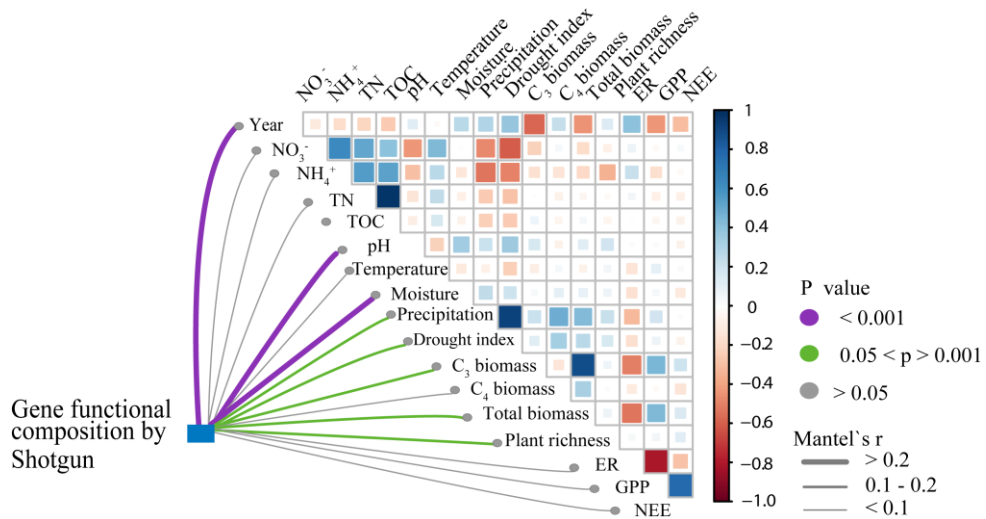 NO₃⁻
NH₄⁺
TN
TOC
pH
Temperature
Moisture
Precipitation
Drought index
C₃ biomass
C₄ biomass
Total biomass
Plant richness
ER
GPP
NEE
Year
NO₃⁻
NH₄⁺
TN
TOC
pH
Temperature
Moisture
Precipitation
Drought index
C₃ biomass
C₄ biomass
Total biomass
Plant richness
ER
GPP
NEE
Gene functional
composition by
Shotgun
1
0.8
0.6
0.4
0.2
0
−0.2
−0.4
−0.6
−0.8
−1.0
P value
< 0.001
0.05 < p > 0.001
> 0.05
Mantel`s r
> 0.2
0.1 - 0.2
< 0.1